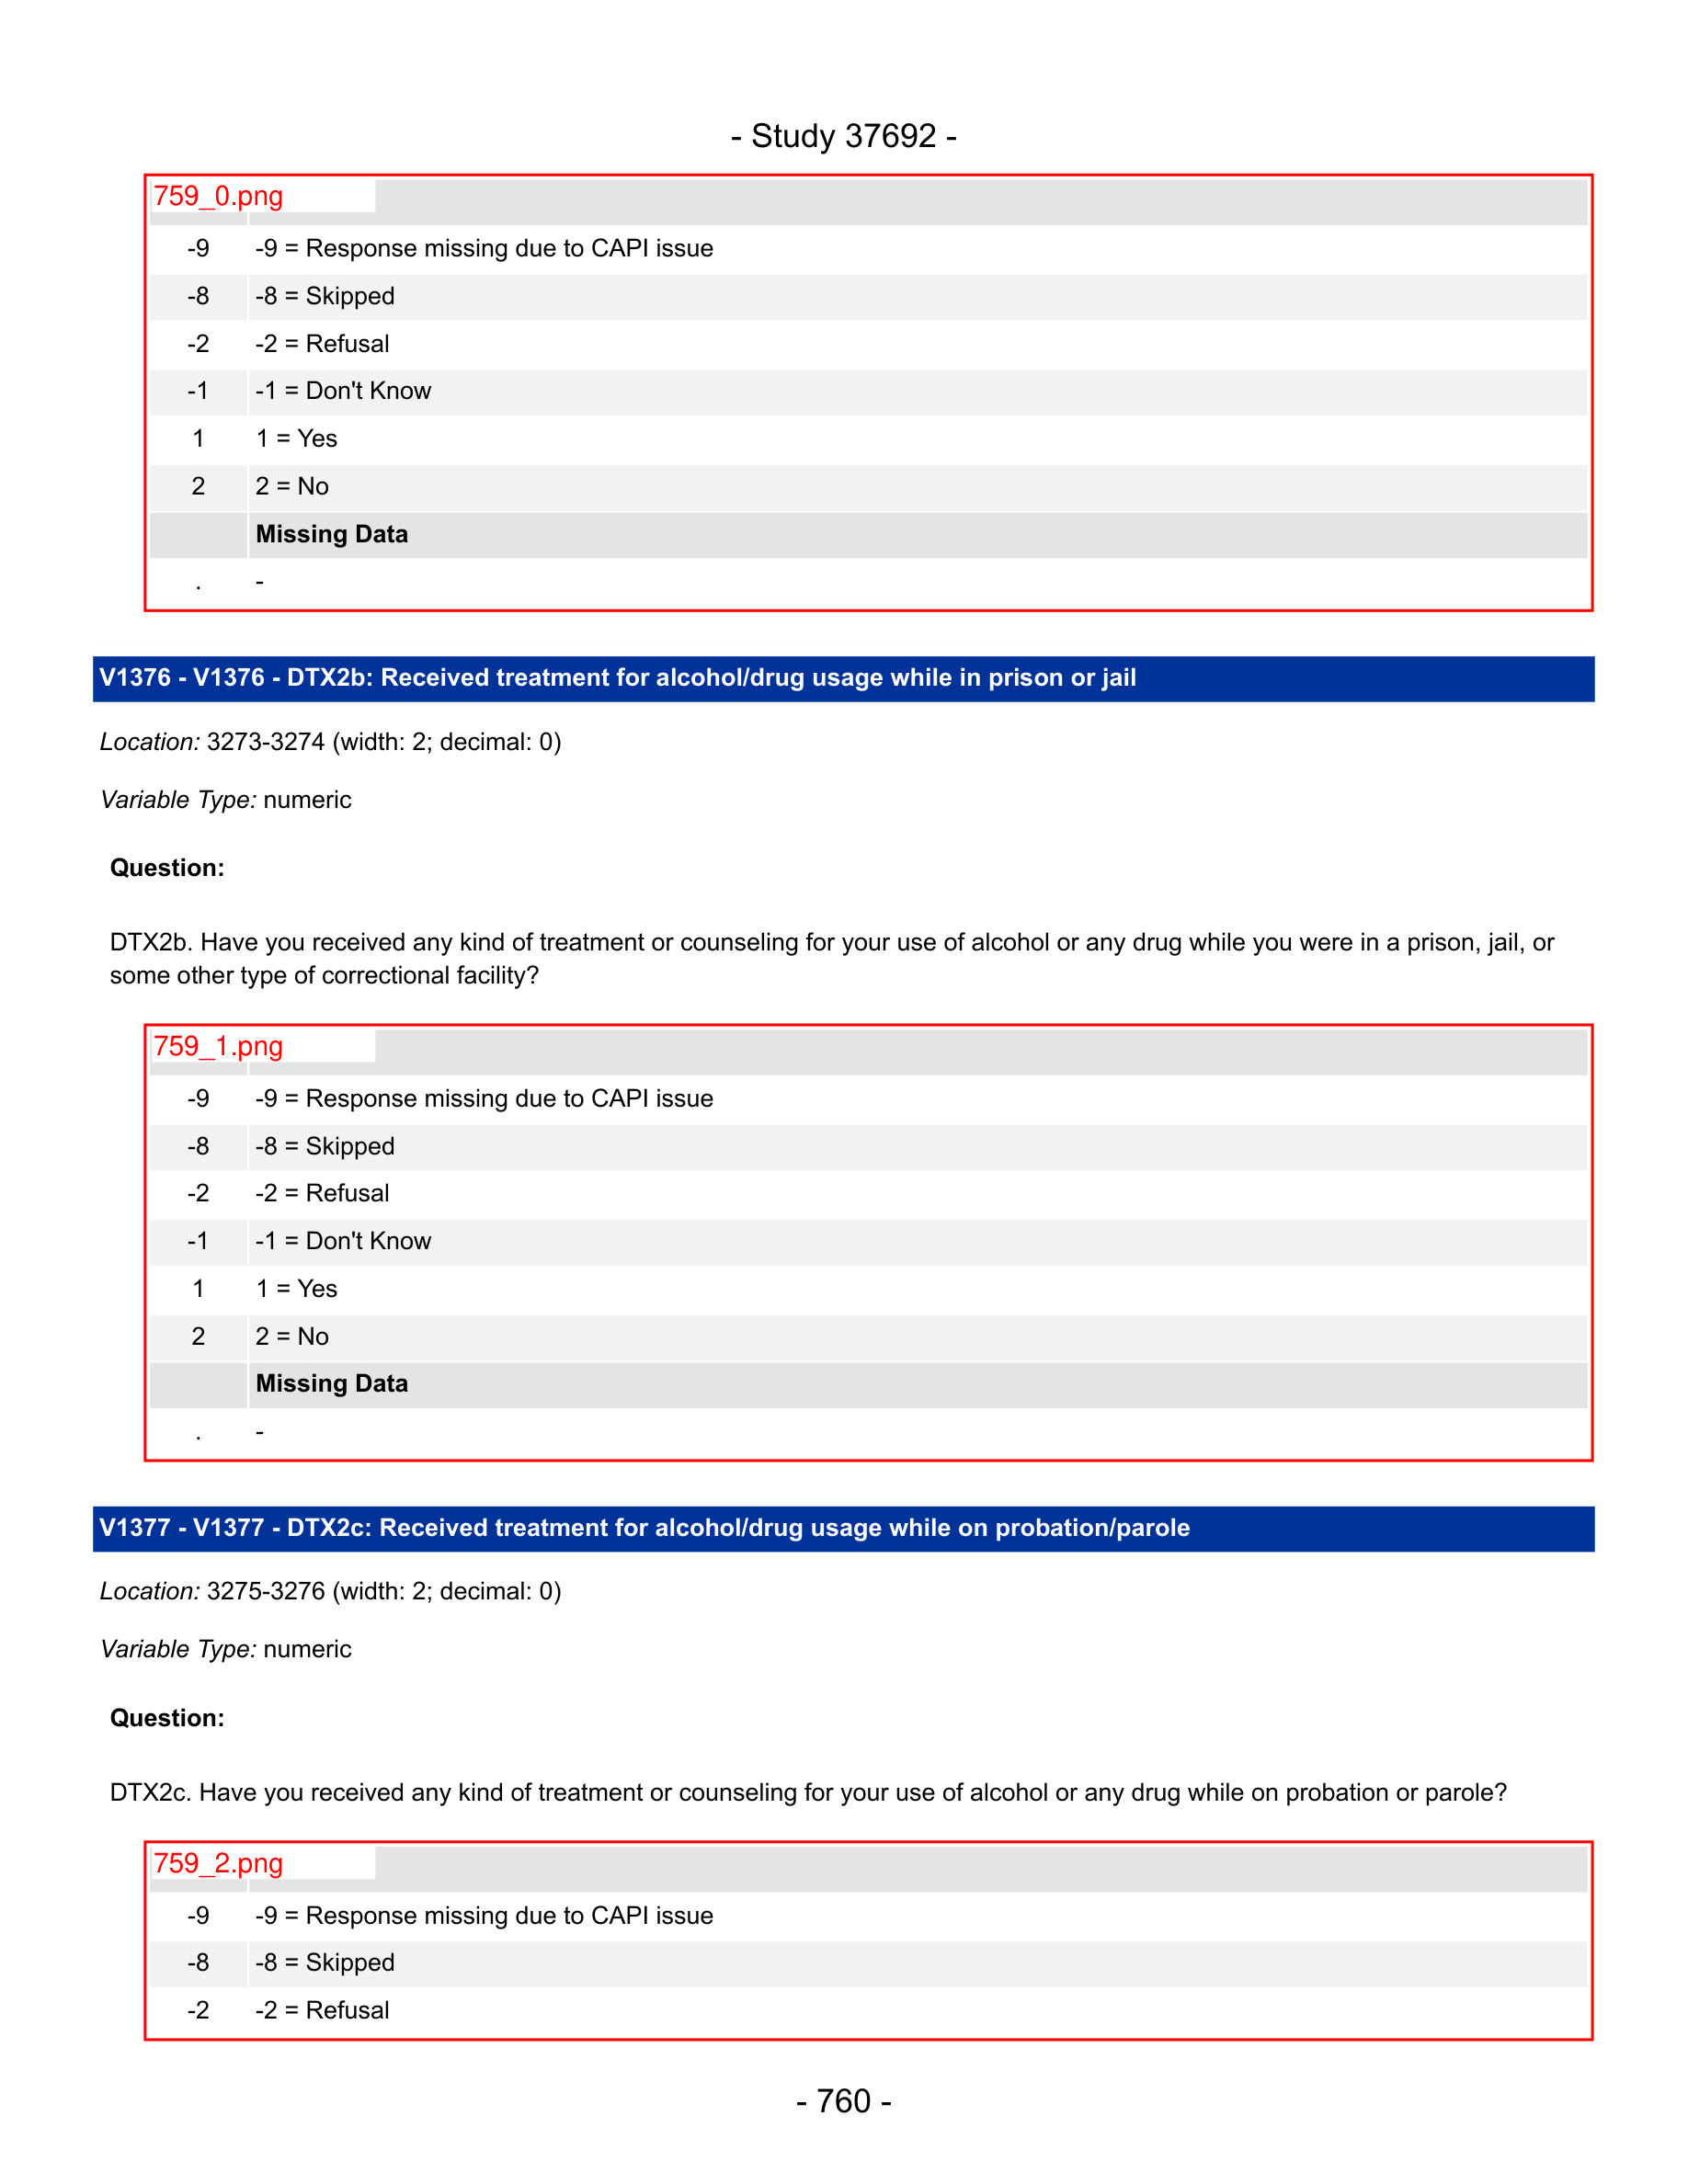 - Study 37692 -
759_0.png
-9 -9 = Response missing due to CAPI issue
-8 -8 = Skipped
-2 -2 = Refusal
-1 -1 = Don't Know
1 1 = Yes
2 2 = No
Missing Data
. -
V1376 - V1376 - DTX2b: Received treatment for alcohol/drug usage while in prison or jail
Location: 3273-3274 (width: 2; decimal: 0)
Variable Type: numeric
Question:
DTX2b. Have you received any kind of treatment or counseling for your use of alcohol or any drug while you were in a prison, jail, or
some other type of correctional facility?
759_1.png
-9 -9 = Response missing due to CAPI issue
-8 -8 = Skipped
-2 -2 = Refusal
-1 -1 = Don't Know
1 1 = Yes
2 2 = No
Missing Data
. -
V1377 - V1377 - DTX2c: Received treatment for alcohol/drug usage while on probation/parole
Location: 3275-3276 (width: 2; decimal: 0)
Variable Type: numeric
Question:
DTX2c. Have you received any kind of treatment or counseling for your use of alcohol or any drug while on probation or parole?
759_2.png
-9 -9 = Response missing due to CAPI issue
-8 -8 = Skipped
-2 -2 = Refusal
- 760 -